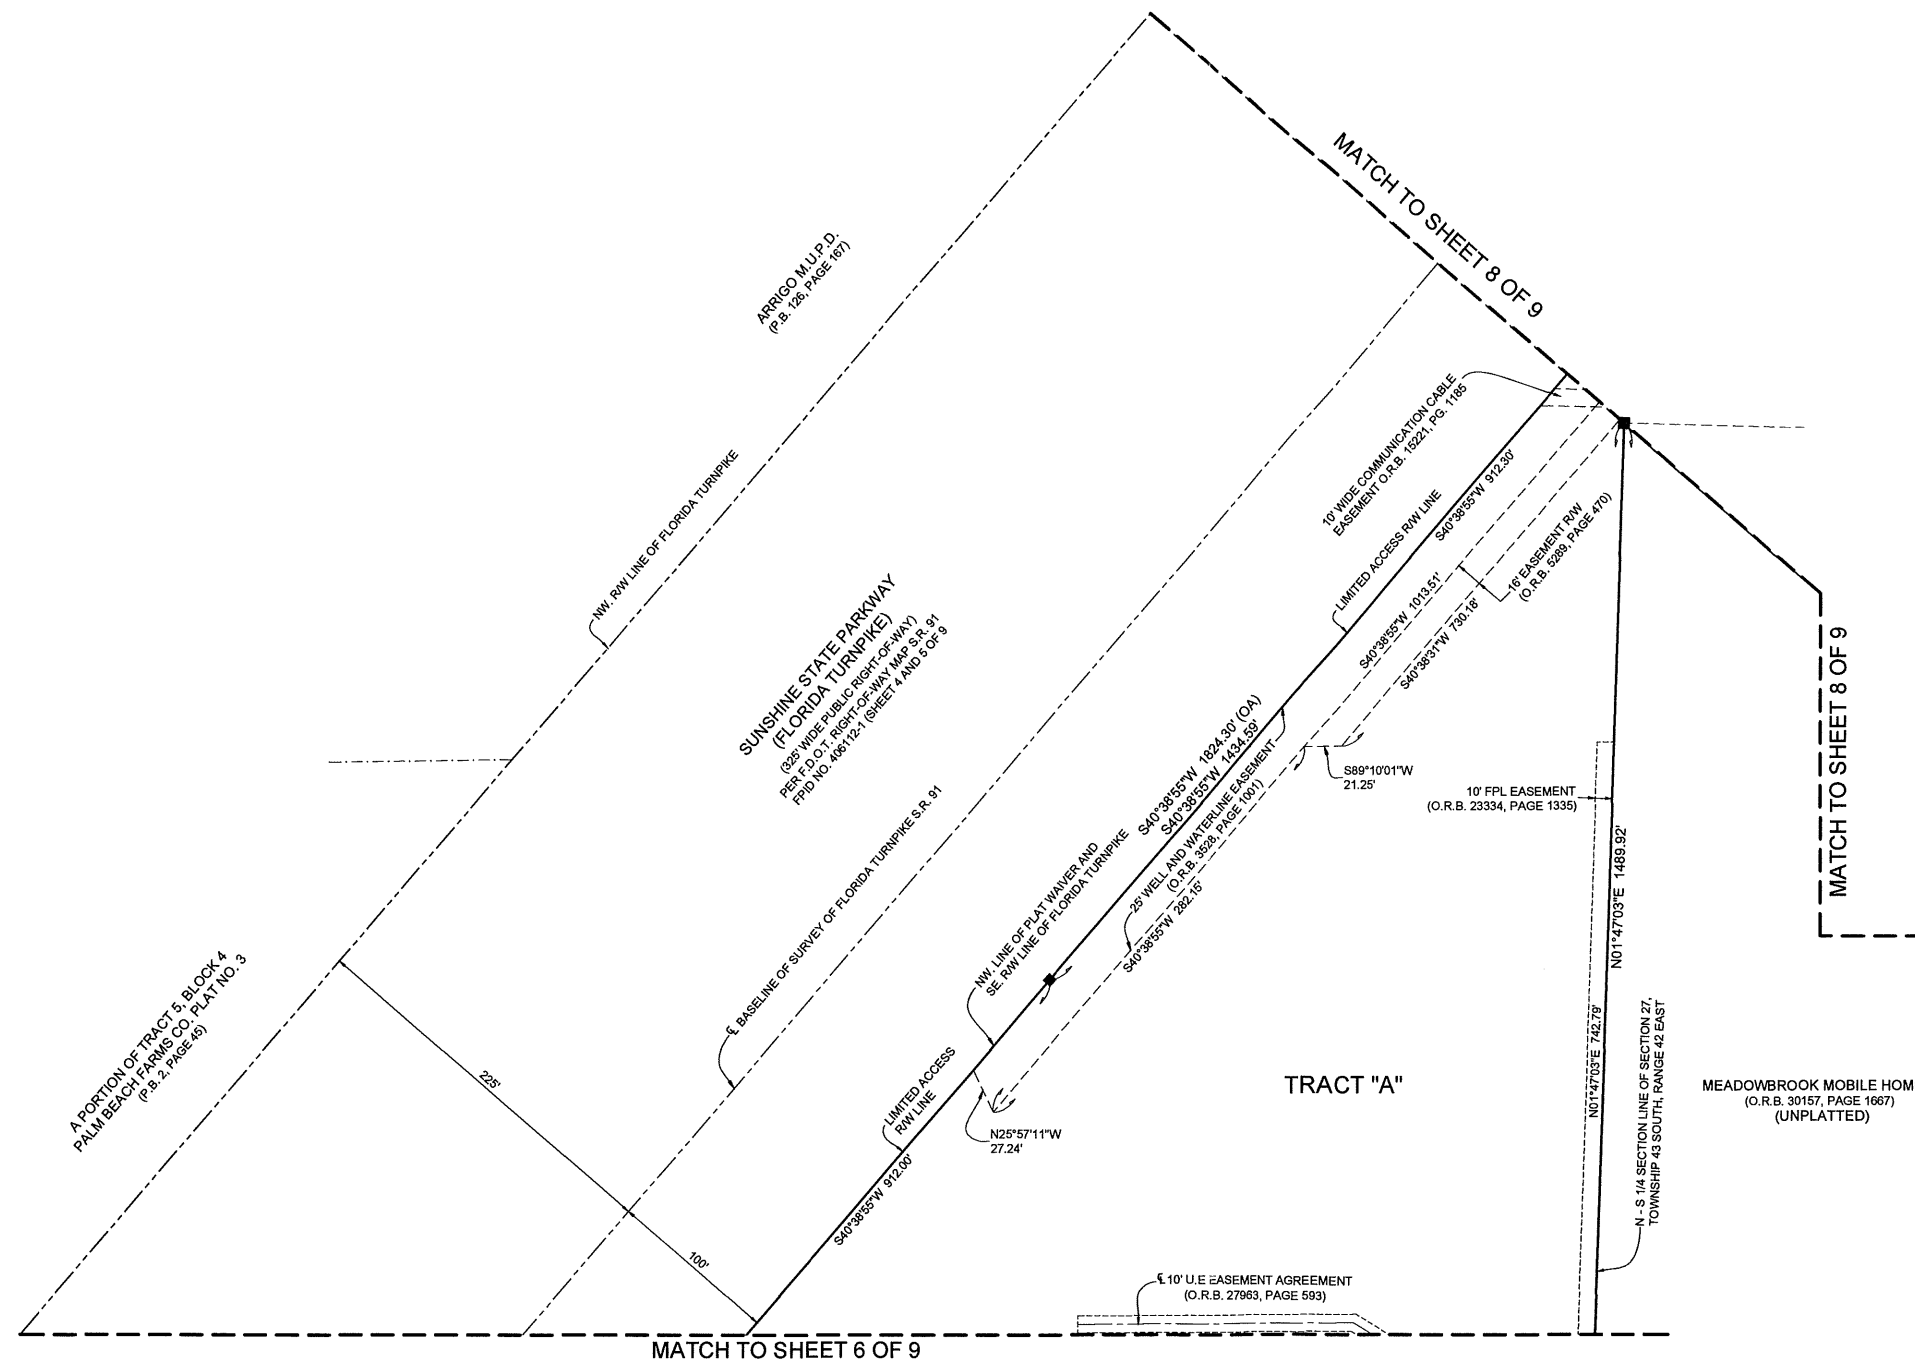 MATCH TO SHEET 8 OF 9
ARRIGO M.U.P.D.
(P.B. 126, PAGE 167)
10' WIDE COMMUNICATION CABLE
EASEMENT O.R.B. 15221, PG. 1185
NW. R/W LINE OF FLORIDA TURNPIKE
LIMITED ACCESS R/W LINE
S40°38'55"W 912.30'
16' EASEMENT R/W
(O.R.B. 5289, PAGE 470)
S40°38'55"W 1013.51'
S40°38'31"W 730.18'
SUNSHINE STATE PARKWAY
(FLORIDA TURNPIKE)
(325' WIDE PUBLIC RIGHT-OF-WAY)
PER F.D.O.T. RIGHT-OF-WAY MAP S.R. 91
FPID NO. 406112-1 (SHEET 4 AND 5 OF 9
MATCH TO SHEET 8 OF 9
S40°38'55"W 1824.30' (OA)
S40°38'55"W 1434.59'
25' WELL AND WATERLINE EASEMENT
(O.R.B. 3528, PAGE 1001)
S40°38'55"W 282.15'
S89°10'01"W
21.25'
10' FPL EASEMENT
(O.R.B. 23334, PAGE 1335)
N01°47'03"E 1489.92'
℄ BASELINE OF SURVEY OF FLORIDA TURNPIKE S.R. 91
NW. LINE OF PLAT WAIVER AND
SE. R/W LINE OF FLORIDA TURNPIKE
A PORTION OF TRACT 5, BLOCK 4
PALM BEACH FARMS CO. PLAT NO. 3
(P.B. 2, PAGE 45)
225'
100'
LIMITED ACCESS
R/W LINE
S40°38'55"W 912.00'
N25°57'11"W
27.24'
TRACT "A"
N01°47'03"E 742.79'
N - S 1/4 SECTION LINE OF SECTION 27,
TOWNSHIP 43 SOUTH, RANGE 42 EAST
MEADOWBROOK MOBILE HOM
(O.R.B. 30157, PAGE 1667)
(UNPLATTED)
℄ 10' U.E EASEMENT AGREEMENT
(O.R.B. 27963, PAGE 593)
MATCH TO SHEET 6 OF 9